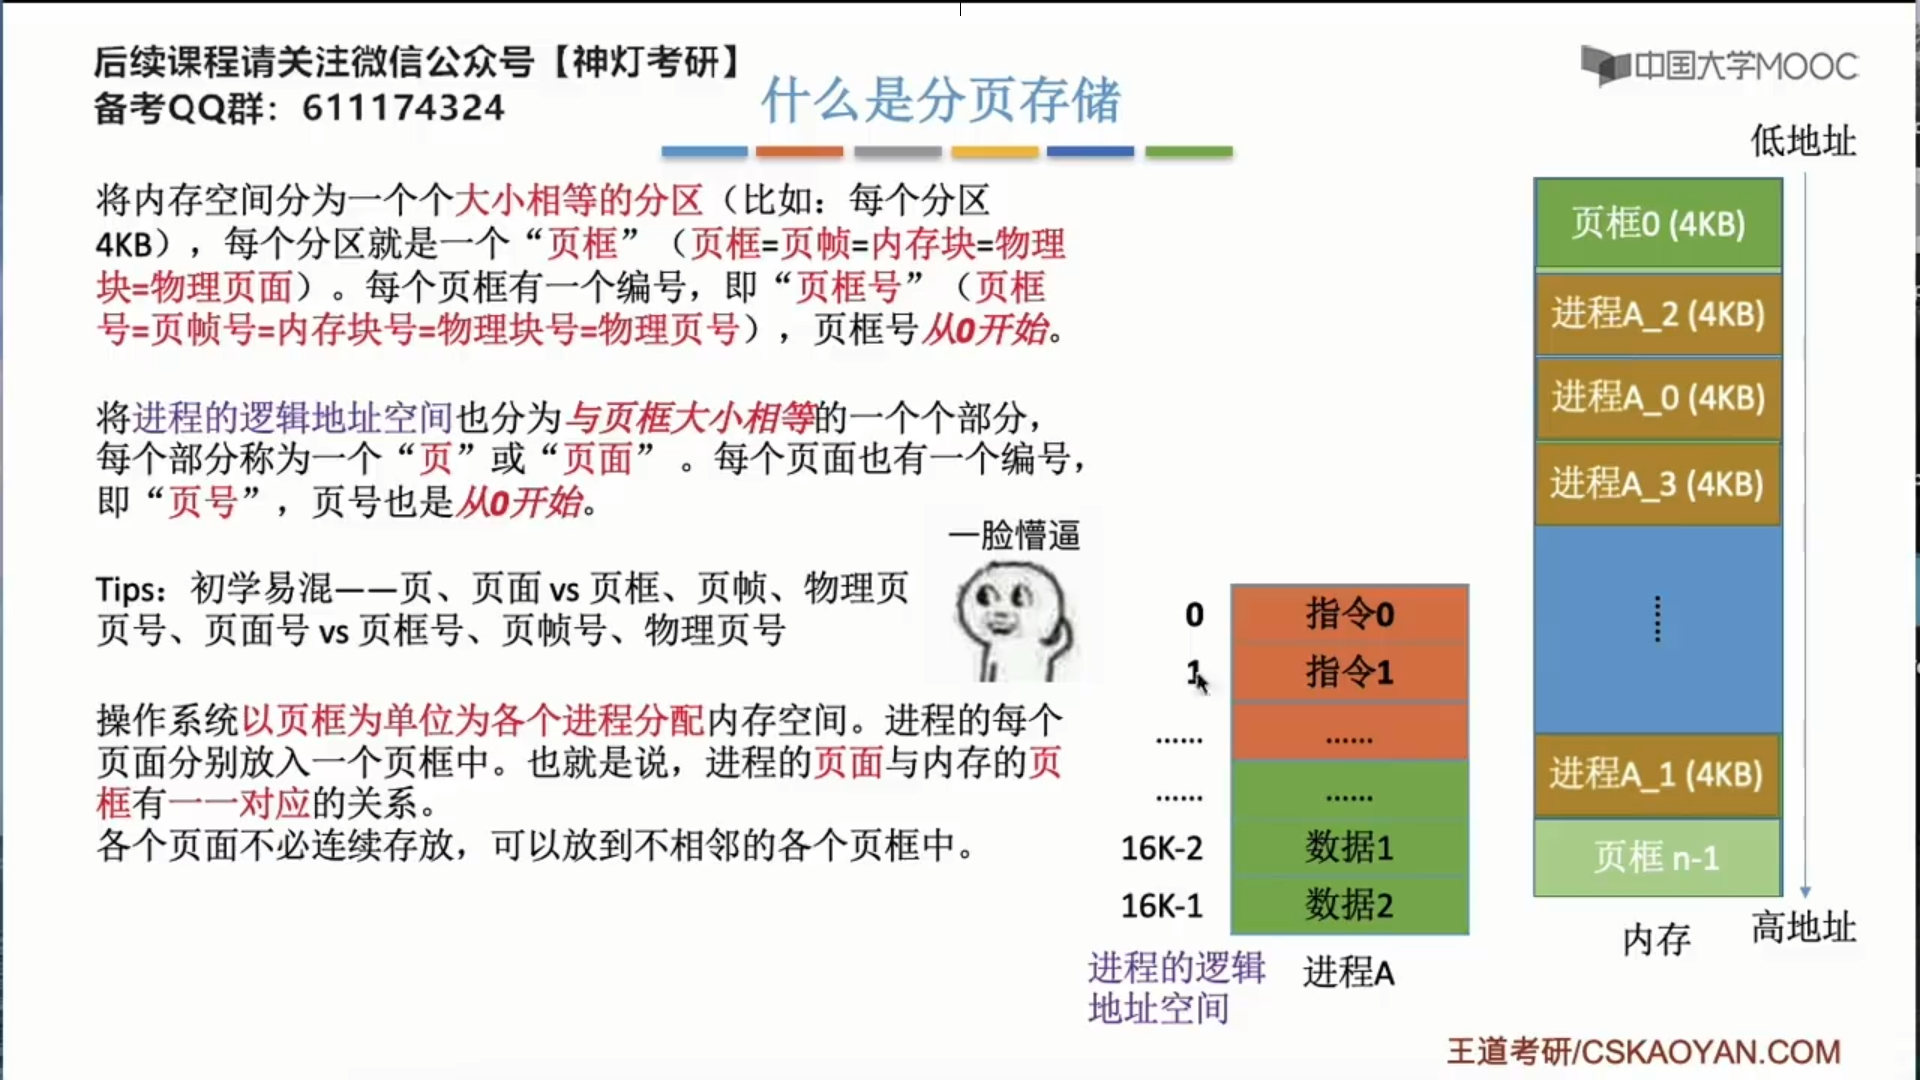 后续课程请关注微信公众号【神灯考研】
备考QQ群：611174324
中国大学MOOC
什么是分页存储
将内存空间分为一个个大小相等的分区（比如：每个分区
4KB），每个分区就是一个“页框”（页框=页帧=内存块=物理
块=物理页面）。每个页框有一个编号，即“页框号”（页框
号=页帧号=内存块号=物理块号=物理页号），页框号从0开始。
将进程的逻辑地址空间也分为与页框大小相等的一个个部分，
每个部分称为一个“页”或“页面” 。每个页面也有一个编号，
即“页号”，页号也是从0开始。
Tips：初学易混——页、页面 vs 页框、页帧、物理页
页号、页面号 vs 页框号、页帧号、物理页号
一脸懵逼
操作系统以页框为单位为各个进程分配内存空间。进程的每个
页面分别放入一个页框中。也就是说，进程的页面与内存的页
框有一一对应的关系。
各个页面不必连续存放，可以放到不相邻的各个页框中。
0 指令0
1 指令1
...... ......
...... ......
16K-2 数据1
16K-1 数据2
进程的逻辑
地址空间
进程A
低地址
页框0 (4KB)
进程A_2 (4KB)
进程A_0 (4KB)
进程A_3 (4KB)
......
进程A_1 (4KB)
页框 n-1
内存
高地址
王道考研/CSKAOYAN.COM